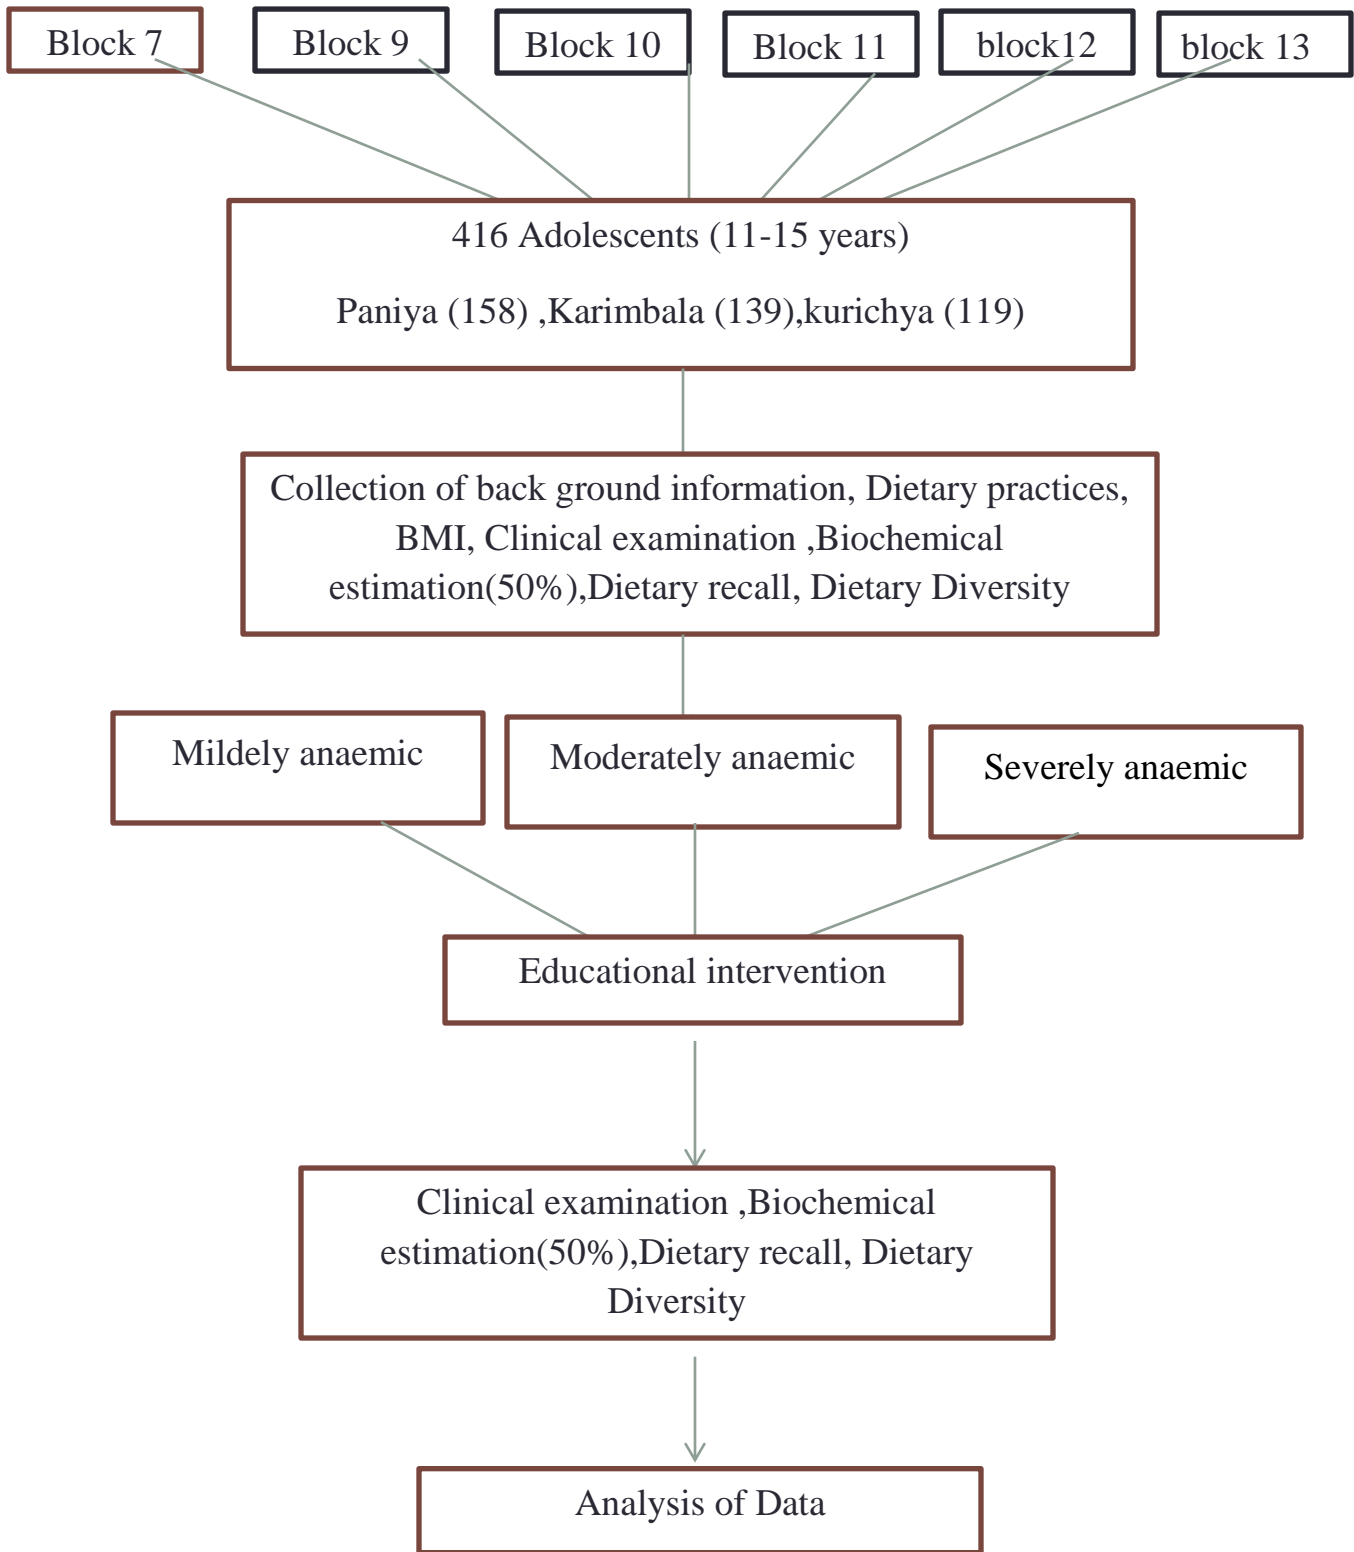 Block 7
Block 9
Block 10
Block 11
block12
block 13
416 Adolescents (11-15 years)
Paniya (158) ,Karimbala (139),kurichya (119)
Collection of back ground information, Dietary practices,
BMI, Clinical examination ,Biochemical
estimation(50%),Dietary recall, Dietary Diversity
Mildely anaemic
Moderately anaemic
Severely anaemic
Educational intervention
Clinical examination ,Biochemical
estimation(50%),Dietary recall, Dietary
Diversity
Analysis of Data